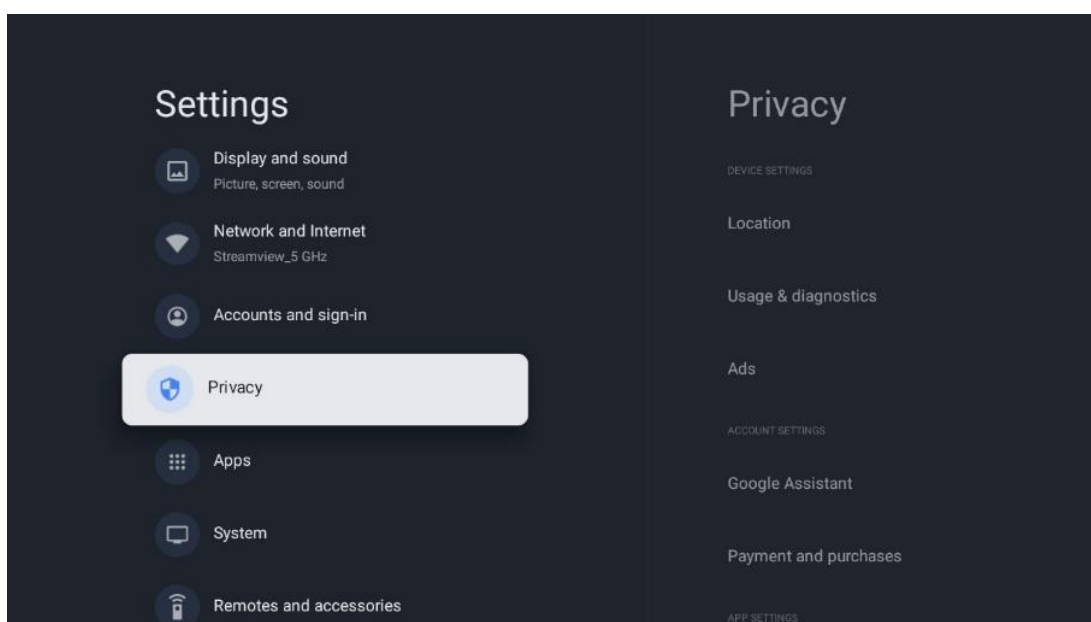 Settings
Display and sound
Picture, screen, sound
Network and Internet
Streamview_5 GHz
Accounts and sign-in
Privacy
Apps
System
Remotes and accessories
Privacy
DEVICE SETTINGS
Location
Usage & diagnostics
Ads
ACCOUNT SETTINGS
Google Assistant
Payment and purchases
APP SETTINGS